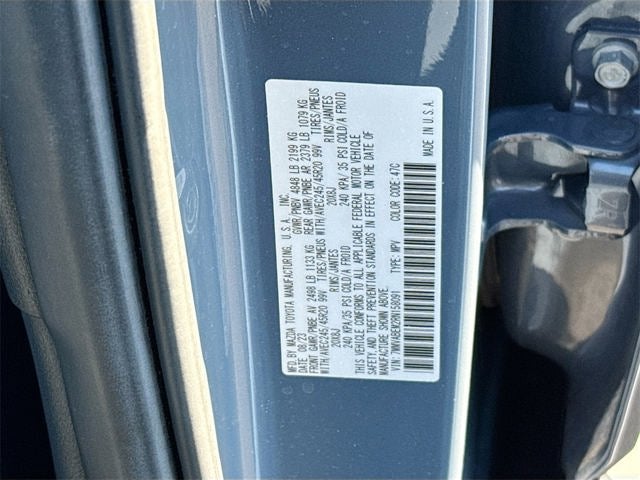 MFD.BY MAZDA TOYOTA MANUFACTURING, U.S.A., INC.
DATE: 08/23 GVWR/PNBV 4848 LB 2199 KG
FRONT GAWR/PNBE AV 2498 LB 1133 KG REAR GAWR/PNBE AR 2379 LB 1079 KG
WITH/AVEC245/45R20 99V TIRES/PNEUS WITH/AVEC245/45R20 99V TIRES/PNEUS
20X8J RIMS/JANTES 20X8J RIMS/JANTES
240 KPA/35 PSI COLD/A FROID 240 KPA/35 PSI COLD/A FROID
THIS VEHICLE CONFORMS TO ALL APPLICABLE FEDERAL MOTOR VEHICLE
SAFETY,AND THEFT PREVENTION STANDARDS IN EFFECT ON THE DATE OF
MANUFACTURE SHOWN ABOVE.
TYPE: MPV COLOR CODE:47C MADE IN U.S.A.